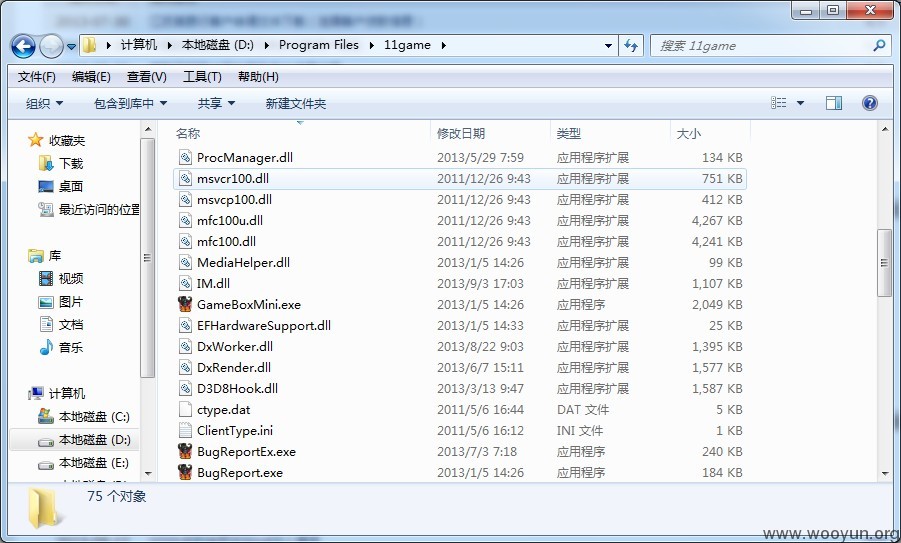 计算机 ▸ 本地磁盘 (D:) ▸ Program Files ▸ 11game ▸
搜索 11game
文件(F) 编辑(E) 查看(V) 工具(T) 帮助(H)
组织 包含到库中 共享 新建文件夹
收藏夹
下载
桌面
最近访问的位置
库
视频
图片
文档
音乐
计算机
本地磁盘 (C:)
本地磁盘 (D:)
本地磁盘 (E:)
名称 修改日期 类型 大小
ProcManager.dll 2013/5/29 7:59 应用程序扩展 134 KB
msvcr100.dll 2011/12/26 9:43 应用程序扩展 751 KB
msvcp100.dll 2011/12/26 9:43 应用程序扩展 412 KB
mfc100u.dll 2011/12/26 9:43 应用程序扩展 4,267 KB
mfc100.dll 2011/12/26 9:43 应用程序扩展 4,241 KB
MediaHelper.dll 2013/1/5 14:26 应用程序扩展 99 KB
IM.dll 2013/9/3 17:03 应用程序扩展 1,107 KB
GameBoxMini.exe 2013/1/5 14:26 应用程序 2,049 KB
EFHardwareSupport.dll 2013/1/5 14:33 应用程序扩展 25 KB
DxWorker.dll 2013/8/22 9:03 应用程序扩展 1,395 KB
DxRender.dll 2013/6/7 15:11 应用程序扩展 1,577 KB
D3D8Hook.dll 2013/3/13 9:47 应用程序扩展 1,587 KB
ctype.dat 2011/5/6 16:44 DAT 文件 5 KB
ClientType.ini 2011/5/6 16:12 INI 文件 1 KB
BugReportEx.exe 2013/7/3 7:18 应用程序 240 KB
BugReport.exe 2013/1/5 14:26 应用程序 184 KB
75 个对象
www.wooyun.org